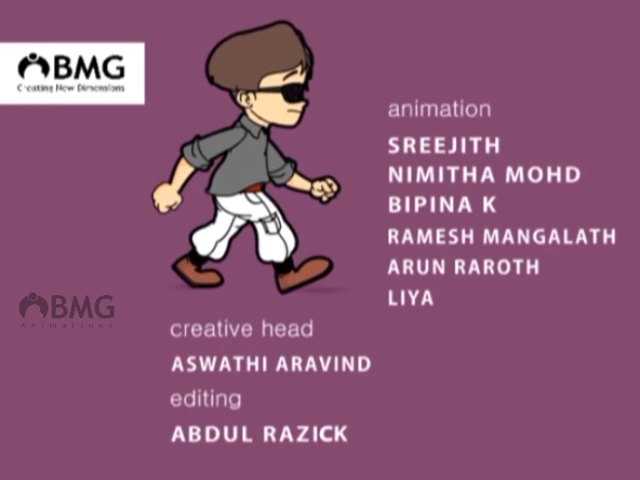 BMG
Creating New Dimensions
animation
SREEJITH
NIMITHA MOHD
BIPINA K
RAMESH MANGALATH
ARUN RAROTH
LIYA
BMG
Animations
creative head
ASWATHI ARAVIND
editing
ABDUL RAZICK